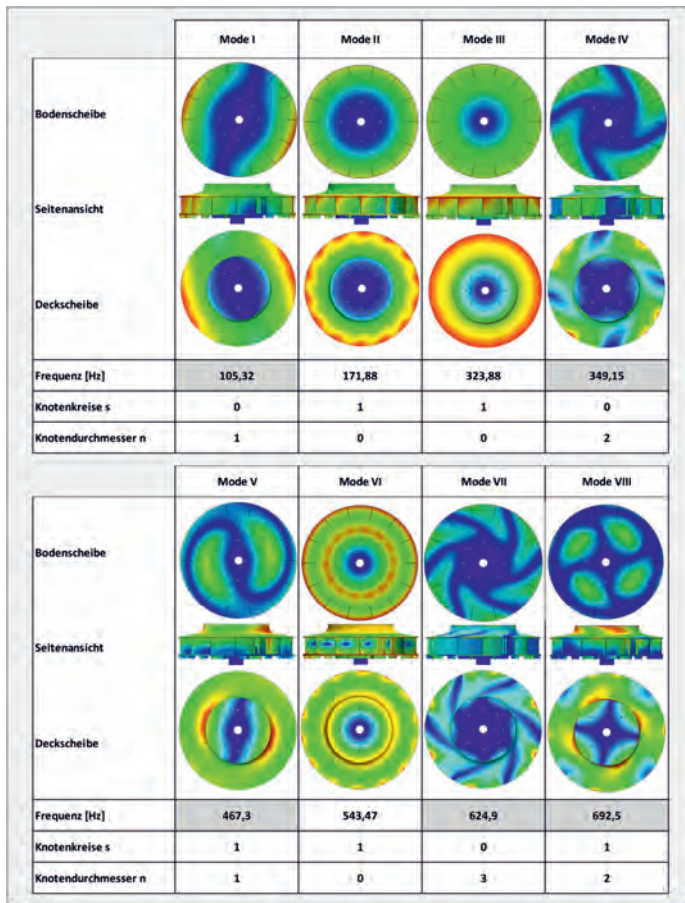 Mode I Mode II Mode III Mode IV
Bodenscheibe
Seitenansicht
Deckscheibe
Frequenz [Hz] 105,32 171,88 323,88 349,15
Knotenkreise s 0 1 1 0
Knotendurchmesser n 1 0 0 2
Mode V Mode VI Mode VII Mode VIII
Bodenscheibe
Seitenansicht
Deckscheibe
Frequenz [Hz] 467,3 543,47 624,9 692,5
Knotenkreise s 1 1 0 1
Knotendurchmesser n 1 0 3 2